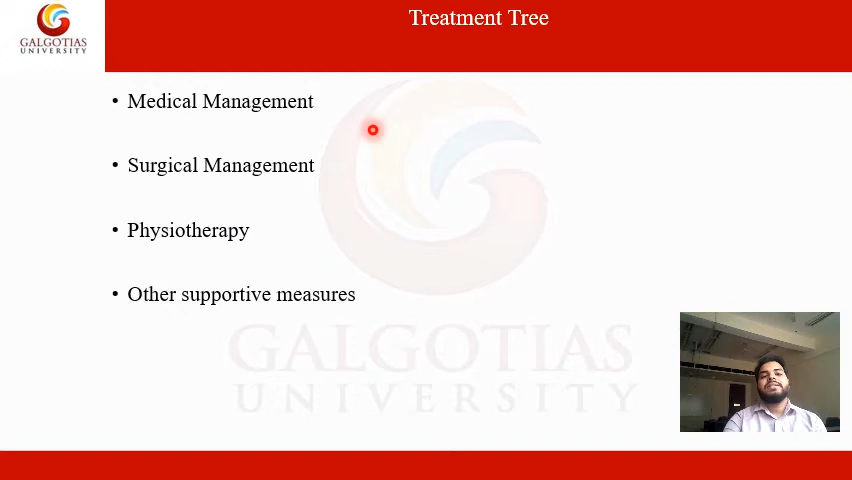 Treatment Tree
GALGOTIAS
UNIVERSITY
• Medical Management
• Surgical Management
• Physiotherapy
• Other supportive measures
GALGOTIAS
UNIVERSITY